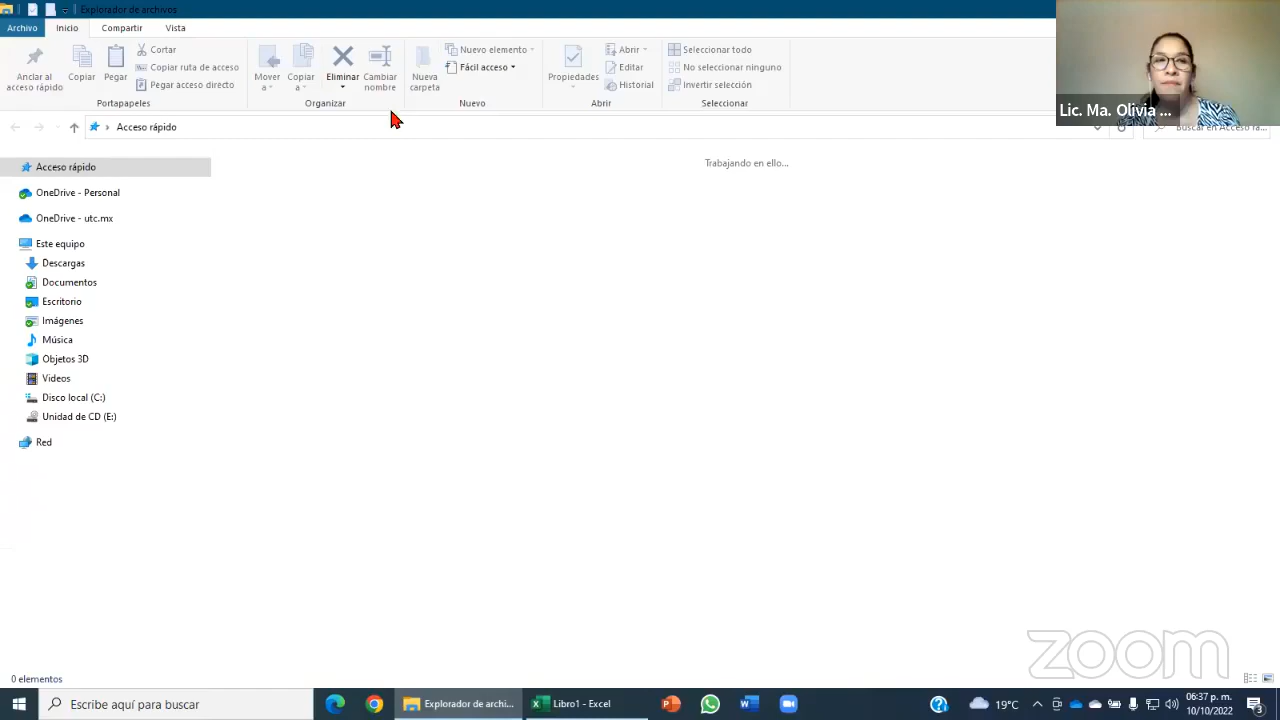 Explorador de archivos
Archivo Inicio Compartir Vista
Anclar al acceso rápido
Copiar
Pegar
Cortar
Copiar ruta de acceso
Pegar acceso directo
Portapapeles
Mover a
Copiar a
Eliminar
Cambiar nombre
Organizar
Nueva carpeta
Nuevo elemento
Fácil acceso
Nuevo
Propiedades
Abrir
Editar
Historial
Abrir
Seleccionar todo
No seleccionar ninguno
Invertir selección
Seleccionar
Lic. Ma. Olivia ...
Acceso rápido
Buscar en Acceso rá...
Trabajando en ello...
Acceso rápido
OneDrive - Personal
OneDrive - utc.mx
Este equipo
Descargas
Documentos
Escritorio
Imágenes
Música
Objetos 3D
Videos
Disco local (C:)
Unidad de CD (E:)
Red
zoom
0 elementos
Escribe aquí para buscar
Explorador de archi...
Libro1 - Excel
19°C
06:37 p. m.
10/10/2022
3